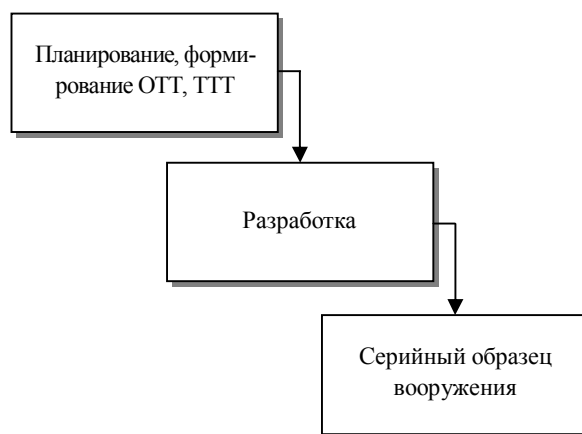 Планирование, форми-
рование ОТТ, ТТТ
Разработка
Серийный образец
вооружения